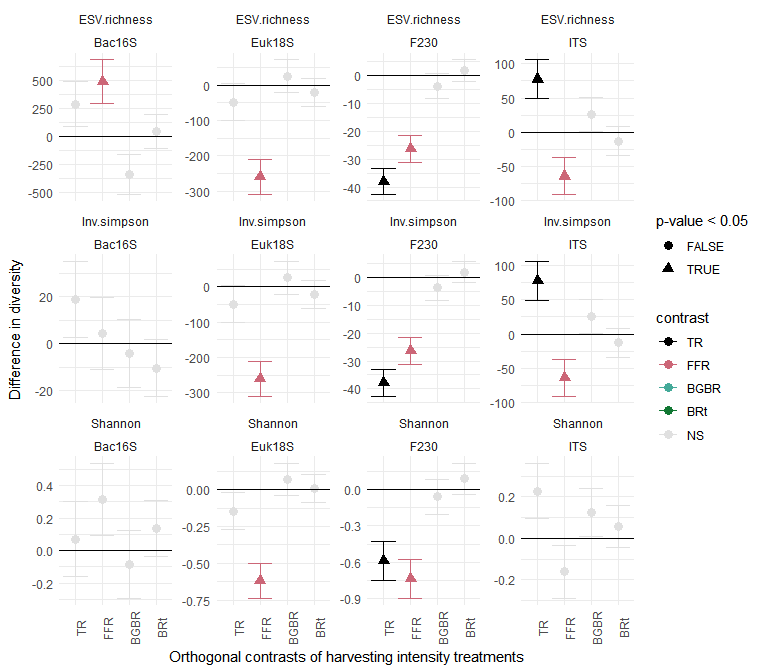 ESV.richness ESV.richness ESV.richness ESV.richness
Bac16S Euk18S F230 ITS
500
250
0
-250
-500
0
-100
-200
-300
0
-10
-20
-30
-40
100
50
0
-50
-100
Inv.simpson Inv.simpson Inv.simpson Inv.simpson
Bac16S Euk18S F230 ITS
20
0
-20
0
-100
-200
-300
0
-10
-20
-30
-40
100
50
0
-50
-100
Shannon Shannon Shannon Shannon
Bac16S Euk18S F230 ITS
0.4
0.2
0.0
-0.2
0.00
-0.25
-0.50
-0.75
0.0
-0.3
-0.6
-0.9
0.2
0.0
-0.2
TR FFR BGBR BRt TR FFR BGBR BRt TR FFR BGBR BRt TR FFR BGBR BRt
Orthogonal contrasts of harvesting intensity treatments
Difference in diversity
p-value < 0.05
FALSE
TRUE
contrast
TR
FFR
BGBR
BRt
NS